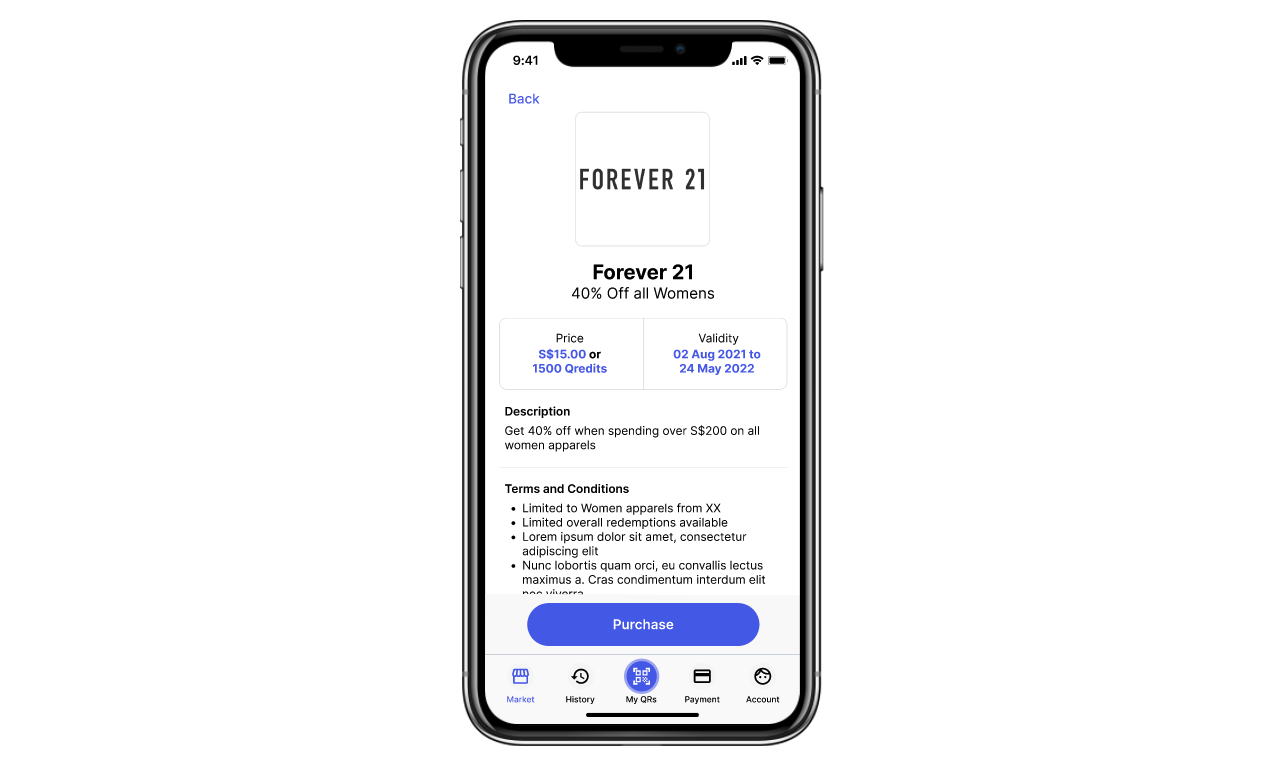 9:41
Back
FOREVER 21
Forever 21
40% Off all Womens
Price
S$15.00 or
1500 Qredits
Validity
02 Aug 2021 to
24 May 2022
Description
Get 40% off when spending over S$200 on all
women apparels
Terms and Conditions
• Limited to Women apparels from XX
• Limited overall redemptions available
• Lorem ipsum dolor sit amet, consectetur
adipiscing elit
• Nunc lobortis quam orci, eu convallis lectus
maximus a. Cras condimentum interdum elit
nec viverra
Purchase
Market
History
My QRs
Payment
Account